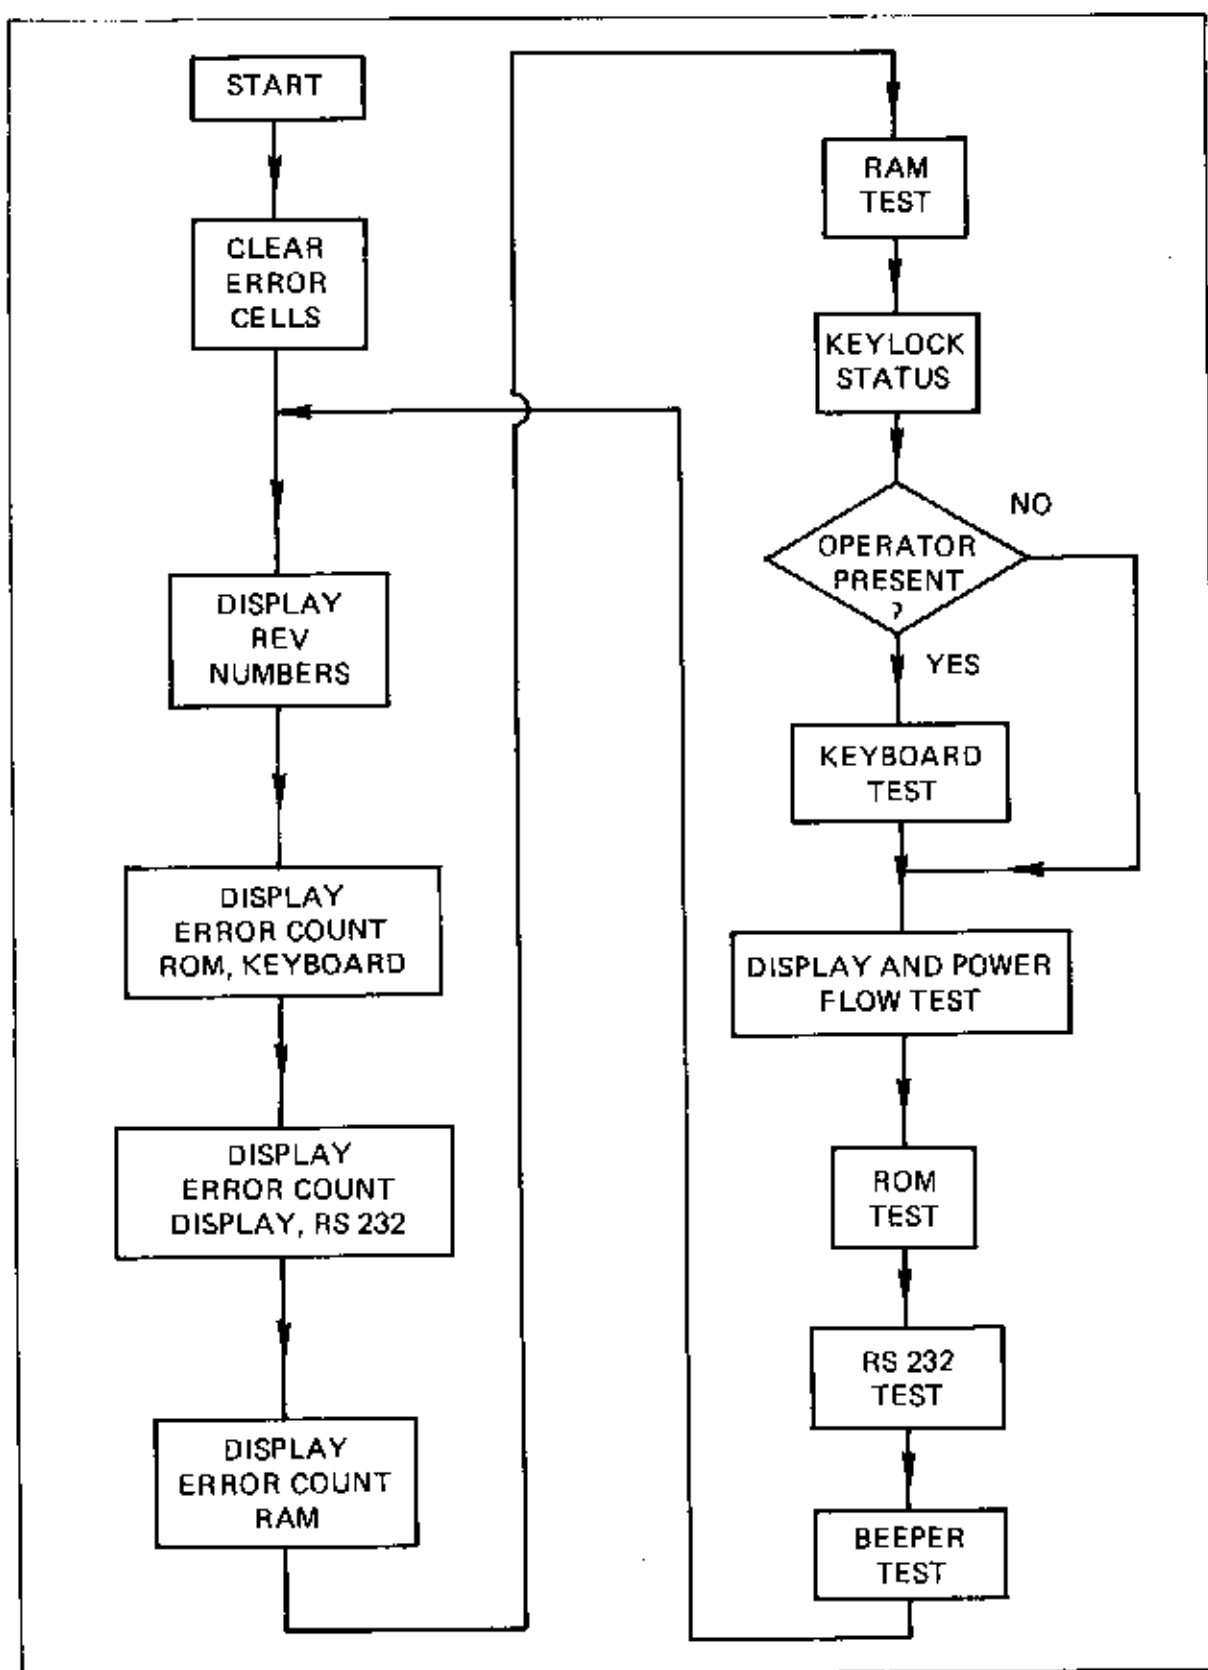 START
CLEAR
ERROR
CELLS
DISPLAY
REV
NUMBERS
DISPLAY
ERROR COUNT
ROM, KEYBOARD
DISPLAY
ERROR COUNT
DISPLAY, RS 232
DISPLAY
ERROR COUNT
RAM
RAM
TEST
KEYLOCK
STATUS
OPERATOR
PRESENT
?
NO
YES
KEYBOARD
TEST
DISPLAY AND POWER
FLOW TEST
ROM
TEST
RS 232
TEST
BEEPER
TEST